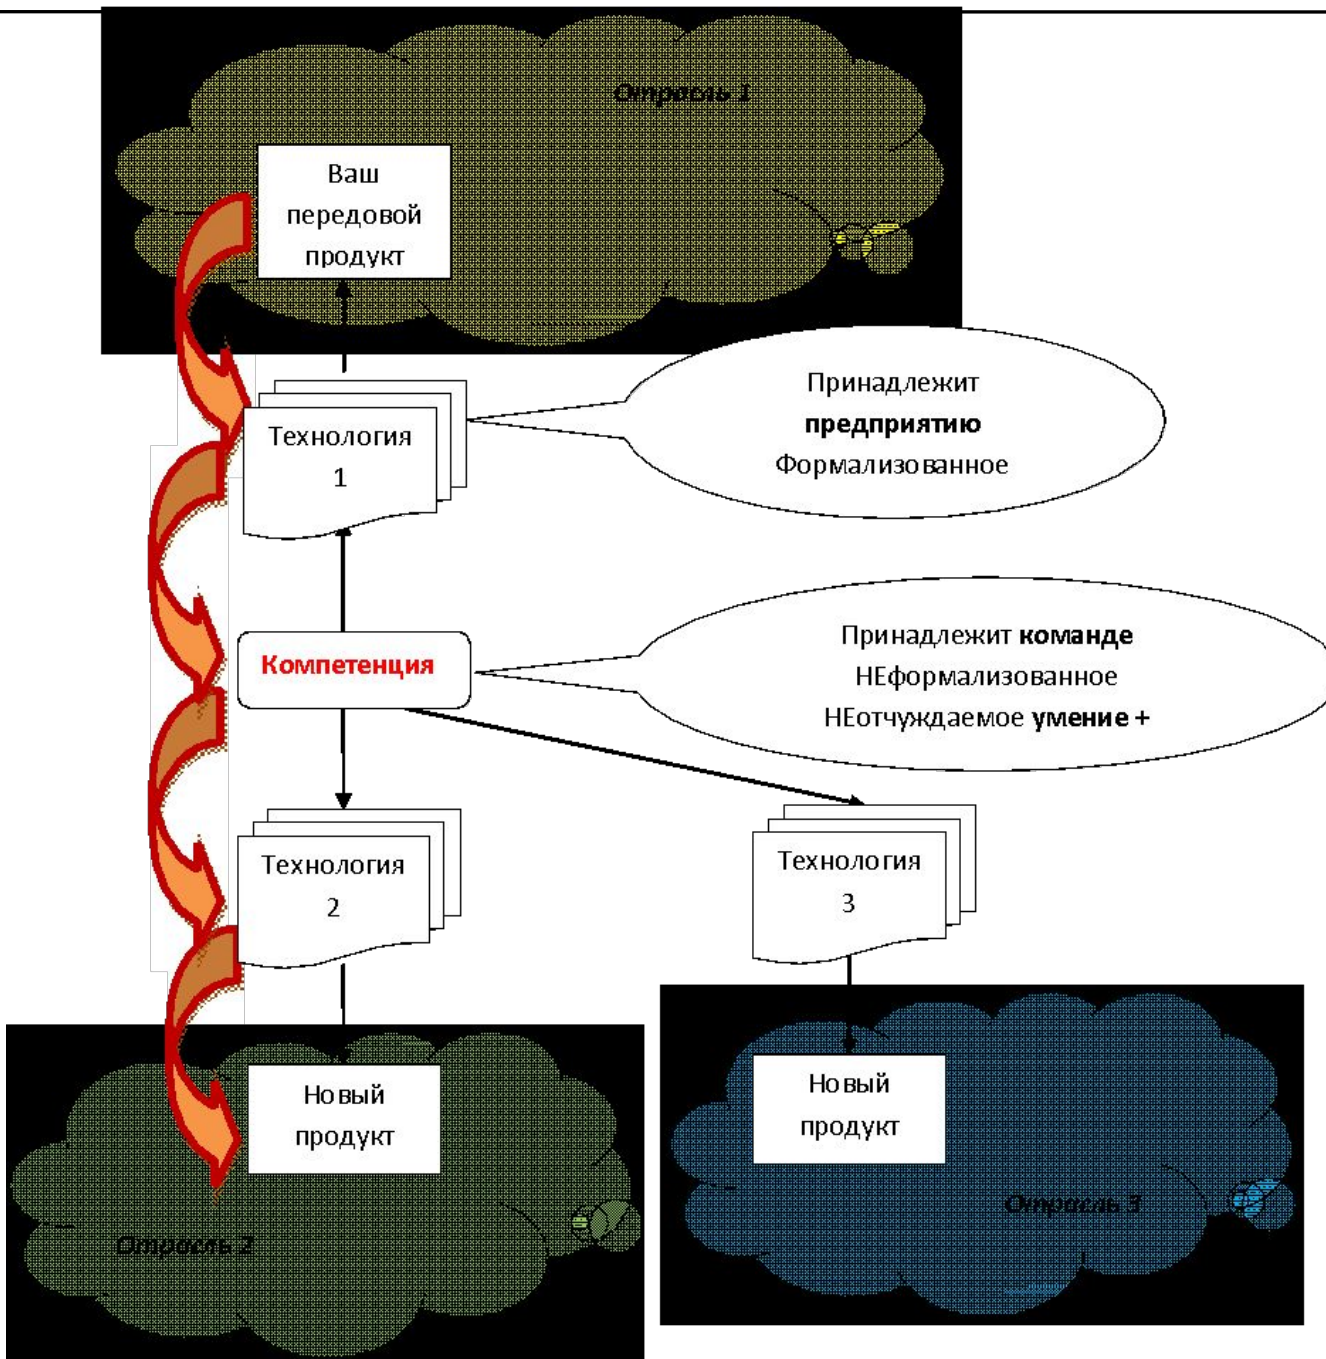 Отрасль 1
Ваш
передовой
продукт
Принадлежит
предприятию
Формализованное
Технология
1
Принадлежит команде
НЕформализованное
НЕотчуждаемое умение +
Компетенция
Технология
2
Технология
3
Новый
продукт
Новый
продукт
Отрасль 3
Отрасль 2